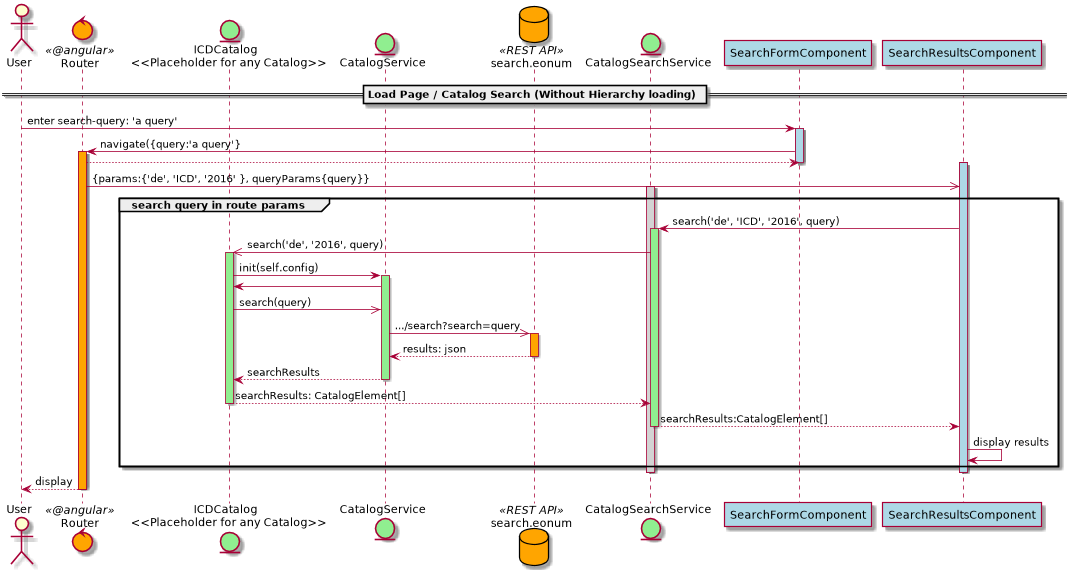 User
«@angular»
Router
ICDCatalog
<<Placeholder for any Catalog>>
CatalogService
«REST API»
search.eonum
CatalogSearchService
SearchFormComponent
SearchResultsComponent
Load Page / Catalog Search (Without Hierarchy loading)
enter search-query: 'a query'
navigate({query:'a query'}
{params:{'de', 'ICD', '2016' }, queryParams{query}}
search query in route params
search('de', 'ICD', '2016', query)
search('de', '2016', query)
init(self.config)
search(query)
.../search?search=query
results: json
searchResults
searchResults: CatalogElement[]
searchResults:CatalogElement[]
display results
display
User
«@angular»
Router
ICDCatalog
<<Placeholder for any Catalog>>
CatalogService
«REST API»
search.eonum
CatalogSearchService
SearchFormComponent
SearchResultsComponent